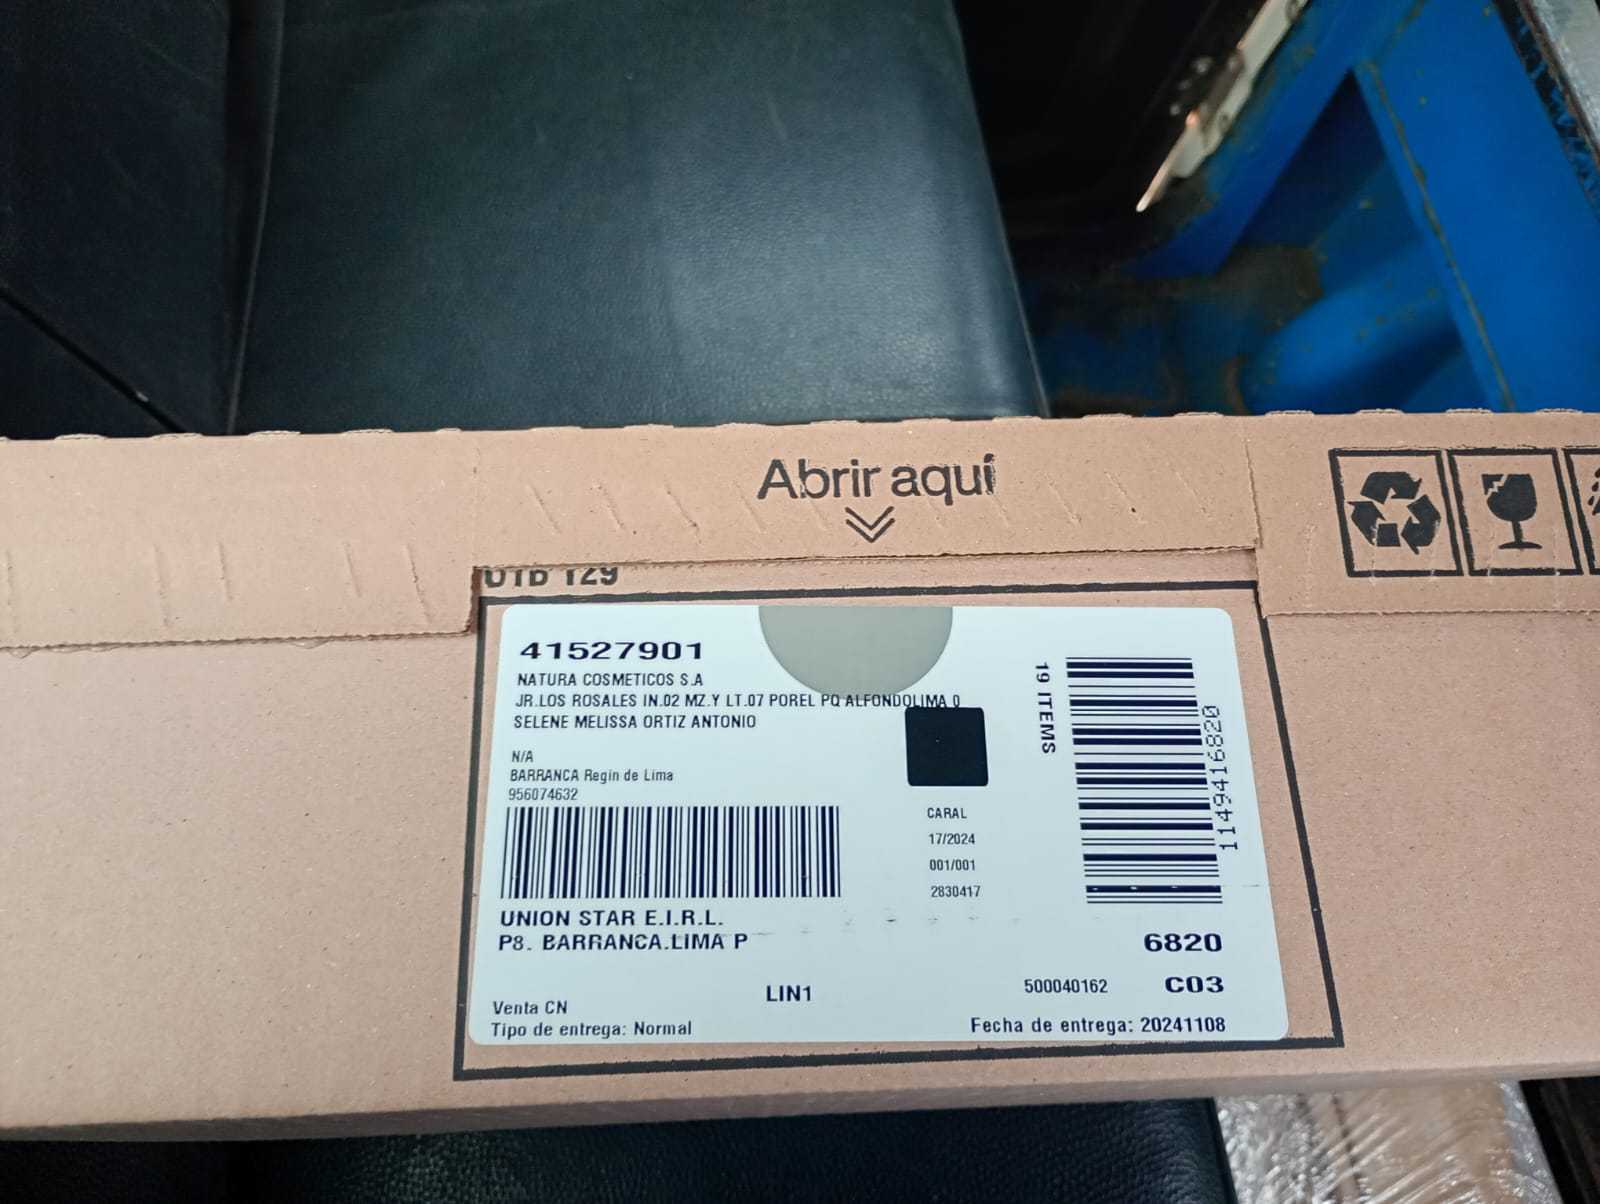 Abrir aquí
129
41527901
NATURA COSMETICOS S.A
JR.LOS ROSALES IN.02 MZ.Y LT.07 POREL PQ ALFONDOLIMA 0
SELENE MELISSA ORTIZ ANTONIO
N/A
BARRANCA Regin de Lima
956074632
19 ITEMS
1149416820
CARAL
17/2024
001/001
2830417
UNION STAR E.I.R.L.
P8. BARRANCA.LIMA P
6820
LIN1
500040162
C03
Venta CN
Tipo de entrega: Normal
Fecha de entrega: 20241108